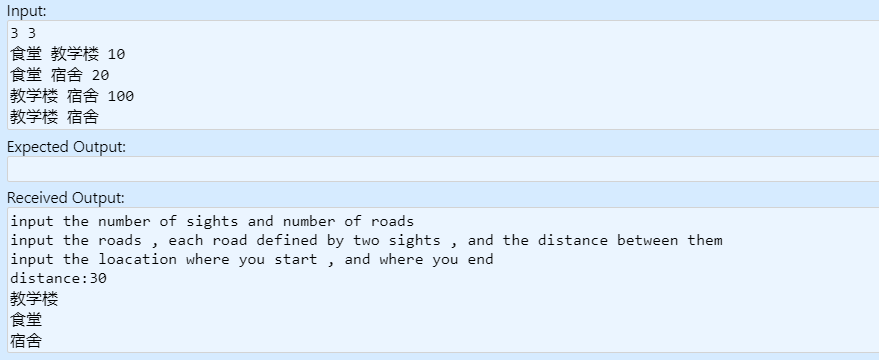 Input:
3 3
食堂 教学楼 10
食堂 宿舍 20
教学楼 宿舍 100
教学楼 宿舍
Expected Output:
Received Output:
input the number of sights and number of roads
input the roads , each road defined by two sights , and the distance between them
input the loacation where you start , and where you end
distance:30
教学楼
食堂
宿舍